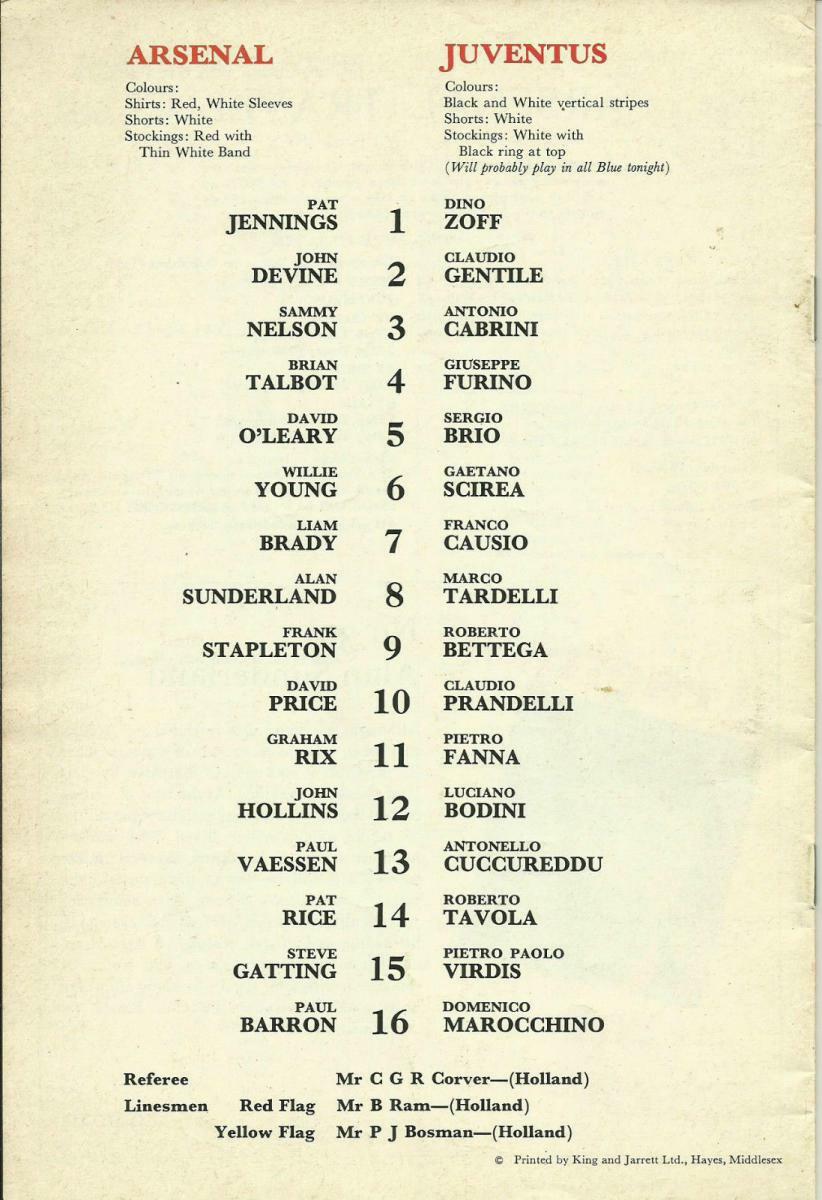 ARSENAL
Colours:
Shirts: Red, White Sleeves
Shorts: White
Stockings: Red with
Thin White Band
JUVENTUS
Colours:
Black and White vertical stripes
Shorts: White
Stockings: White with
Black ring at top
(Will probably play in all Blue tonight)
PAT DINO
JENNINGS 1 ZOFF
JOHN CLAUDIO
DEVINE 2 GENTILE
SAMMY ANTONIO
NELSON 3 CABRINI
BRIAN GIUSEPPE
TALBOT 4 FURINO
DAVID SERGIO
O'LEARY 5 BRIO
WILLIE GAETANO
YOUNG 6 SCIREA
LIAM FRANCO
BRADY 7 CAUSIO
ALAN MARCO
SUNDERLAND 8 TARDELLI
FRANK ROBERTO
STAPLETON 9 BETTEGA
DAVID CLAUDIO
PRICE 10 PRANDELLI
GRAHAM PIETRO
RIX 11 FANNA
JOHN LUCIANO
HOLLINS 12 BODINI
PAUL ANTONELLO
VAESSEN 13 CUCCUREDDU
PAT ROBERTO
RICE 14 TAVOLA
STEVE PIETRO PAOLO
GATTING 15 VIRDIS
PAUL DOMENICO
BARRON 16 MAROCCHINO
Referee Mr C G R Corver—(Holland)
Linesmen Red Flag Mr B Ram—(Holland)
Yellow Flag Mr P J Bosman—(Holland)
© Printed by King and Jarrett Ltd., Hayes, Middlesex